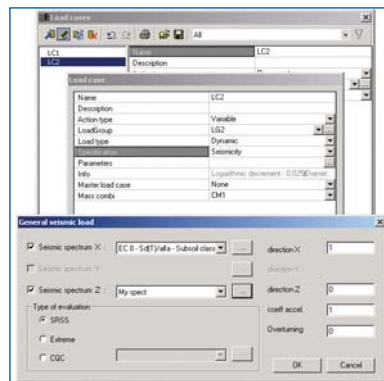 Load cases
All
LC1
LC2
Name LC2
Description
Load case
Name LC2
Description
Action type Variable
LoadGroup LG2
Load type Dynamic
Specification Seismicity
Parameters
Info Logarithmic decrement : 0.029
Master load case None
Mass combi CM1
General seismic load
Seismic spectrum X : EC 8 - Sd(T)/alfa - Subsoil class
direction X 1
Seismic spectrum Y
direction Y
Seismic spectrum Z : My spect
direction Z 0
Type of evaluation
coeff accel. 1
SRSS
Overturning 0
Extreme
CQC
OK Cancel